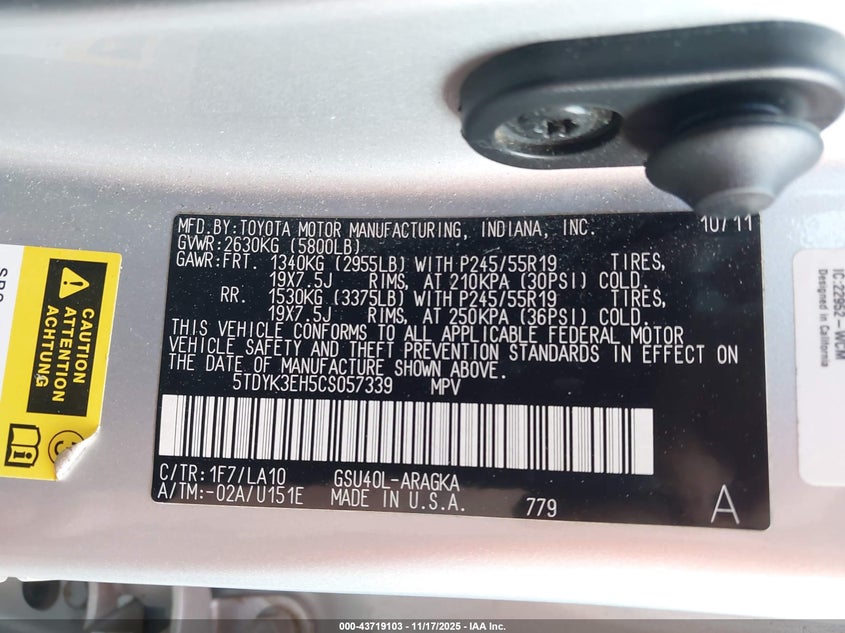 MFD.BY:TOYOTA MOTOR MANUFACTURING, INDIANA, INC. 10/11
GVWR:2630KG (5800LB)
GAWR:FRT. 1340KG (2955LB) WITH P245/55R19 TIRES,
19X7.5J RIMS, AT 210KPA (30PSI) COLD.
RR. 1530KG (3375LB) WITH P245/55R19 TIRES,
19X7.5J RIMS, AT 250KPA (36PSI) COLD.
THIS VEHICLE CONFORMS TO ALL APPLICABLE FEDERAL MOTOR
VEHICLE SAFETY AND THEFT PREVENTION STANDARDS IN EFFECT ON
THE DATE OF MANUFACTURE SHOWN ABOVE.
5TDYK3EH5CS057339 MPV
C/TR:1F7/LA10 GSU40L-ARAGKA
A/TM:-02A/U151E MADE IN U.S.A. 779 A
CAUTION
ATTENTION
ACHTUNG
IC:22952-WCM
Designed in California
000-43719103 — 11/17/2025 - IAA Inc.